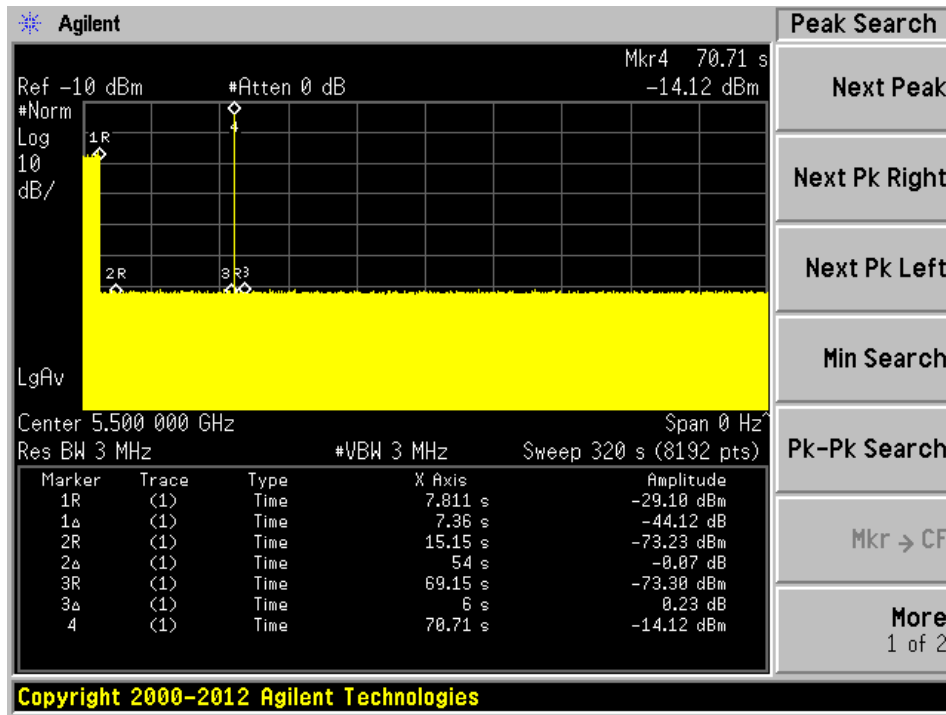 Agilent
Peak Search
Mkr4 70.71 s
Ref -10 dBm #Atten 0 dB -14.12 dBm
#Norm
Log
10
dB/
1R
4
2R
3R3
LgAv
Center 5.500 000 GHz Span 0 Hz^
Res BW 3 MHz #VBW 3 MHz Sweep 320 s (8192 pts)
Marker Trace Type X Axis Amplitude
1R (1) Time 7.811 s -29.10 dBm
1Δ (1) Time 7.36 s -44.12 dB
2R (1) Time 15.15 s -73.23 dBm
2Δ (1) Time 54 s -0.07 dB
3R (1) Time 69.15 s -73.30 dBm
3Δ (1) Time 6 s 0.23 dB
4 (1) Time 70.71 s -14.12 dBm
Next Peak
Next Pk Right
Next Pk Left
Min Search
Pk-Pk Search
Mkr → CF
More
1 of 2
Copyright 2000-2012 Agilent Technologies